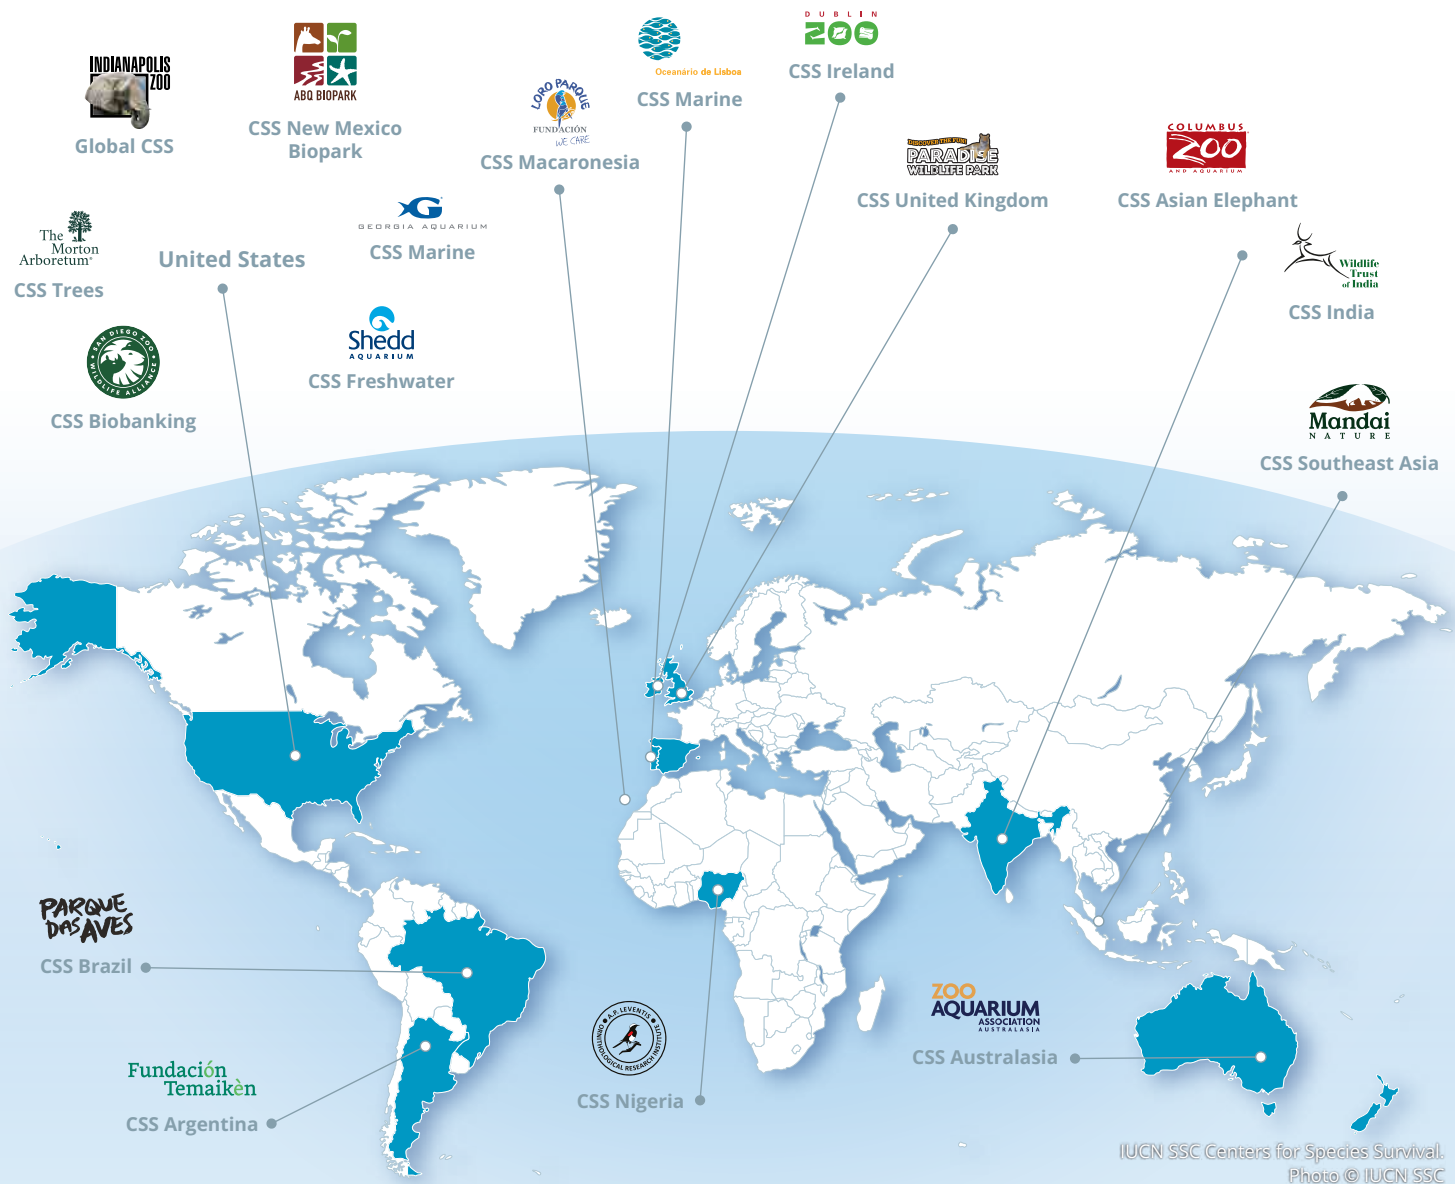 INDIANAPOLIS
ZOO
Global CSS
ABQ BIOPARK
CSS New Mexico
Biopark
LORO PARQUE
FUNDACIÓN
WE CARE
CSS Macaronesia
Oceanário de Lisboa
CSS Marine
DUBLIN
ZOO
CSS Ireland
DISCOVER THE FUN!
PARADISE
WILDLIFE PARK
CSS United Kingdom
COLUMBUS
ZOO
AND AQUARIUM
CSS Asian Elephant
Wildlife
Trust
of India
CSS India
The
Morton
Arboretum®
CSS Trees
United States
GEORGIA AQUARIUM
CSS Marine
SAN DIEGO ZOO
WILDLIFE ALLIANCE
CSS Biobanking
Shedd
AQUARIUM
CSS Freshwater
Mandai
NATURE
CSS Southeast Asia
PARQUE
DAS AVES
CSS Brazil
Fundación
Temaikèn
CSS Argentina
A.P. LEVENTIS
ORNITHOLOGICAL RESEARCH INSTITUTE
CSS Nigeria
ZOO
AQUARIUM
ASSOCIATION
AUSTRALASIA
CSS Australasia
IUCN SSC Centers for Species Survival.
Photo © IUCN SSC